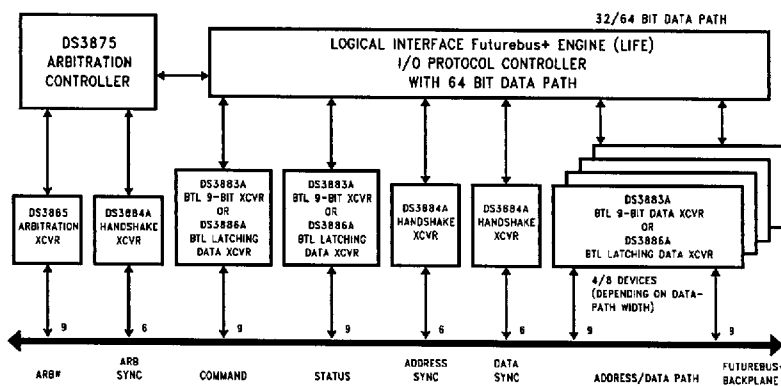 32/64 BIT DATA PATH
DS3875
ARBITRATION
CONTROLLER
LOGICAL INTERFACE Futurebus+ ENGINE (LIFE)
I/O PROTOCOL CONTROLLER
WITH 64 BIT DATA PATH
DS3885
ARBITRATION
XCVR
DS3884A
HANDSHAKE
XCVR
DS3883A
BTL 9-BIT XCVR
OR
DS3886A
BTL LATCHING
DATA XCVR
DS3883A
BTL 9-BIT XCVR
OR
DS3886A
BTL LATCHING
DATA XCVR
DS3884A
HANDSHAKE
XCVR
DS3884A
HANDSHAKE
XCVR
DS3883A
BTL 9-BIT DATA XCVR
OR
DS3886A
BTL LATCHING DATA XCVR
4/8 DEVICES
(DEPENDING ON DATA-
PATH WIDTH)
9
6
9
9
6
6
9
9
ARB#
ARB
SYNC
COMMAND
STATUS
ADDRESS
SYNC
DATA
SYNC
ADDRESS/DATA PATH
FUTUREBUS+
BACKPLANE